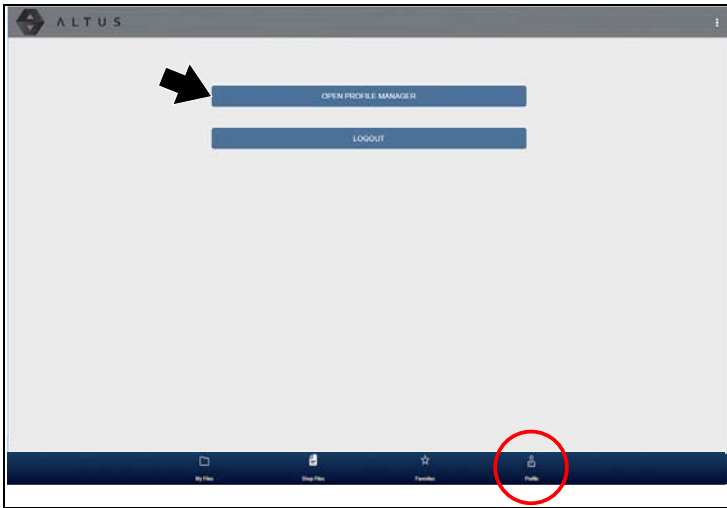 ALTUS
OPEN PROFILE MANAGER
LOGOUT
My Files
Shop Files
Favorites
Profile